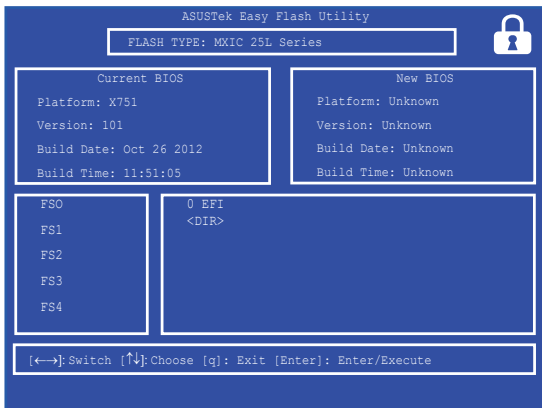 ASUSTek Easy Flash Utility
FLASH TYPE: MXIC 25L Series
Current BIOS
Platform: X751
Version: 101
Build Date: Oct 26 2012
Build Time: 11:51:05
New BIOS
Platform: Unknown
Version: Unknown
Build Date: Unknown
Build Time: Unknown
FSO
FS1
FS2
FS3
FS4
0 EFI
<DIR>
[←→]: Switch [↑↓]: Choose [q]: Exit [Enter]: Enter/Execute